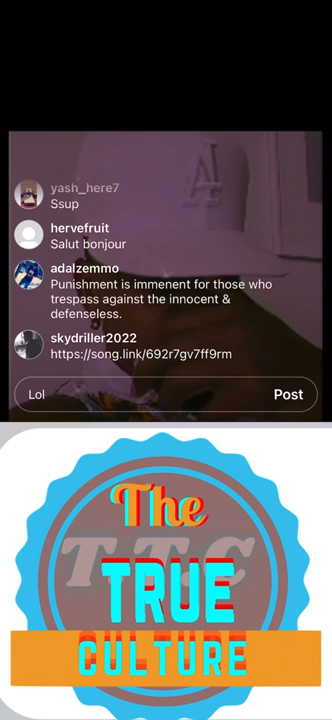 yash_here7
Ssup
hervefruit
Salut bonjour
adalzemmo
Punishment is immenent for those who
trespass against the innocent &
defenseless.
skydriller2022
https://song.link/692r7gv7ff9rm
Lol
Post
The
T.T.C
TRUE
CULTURE